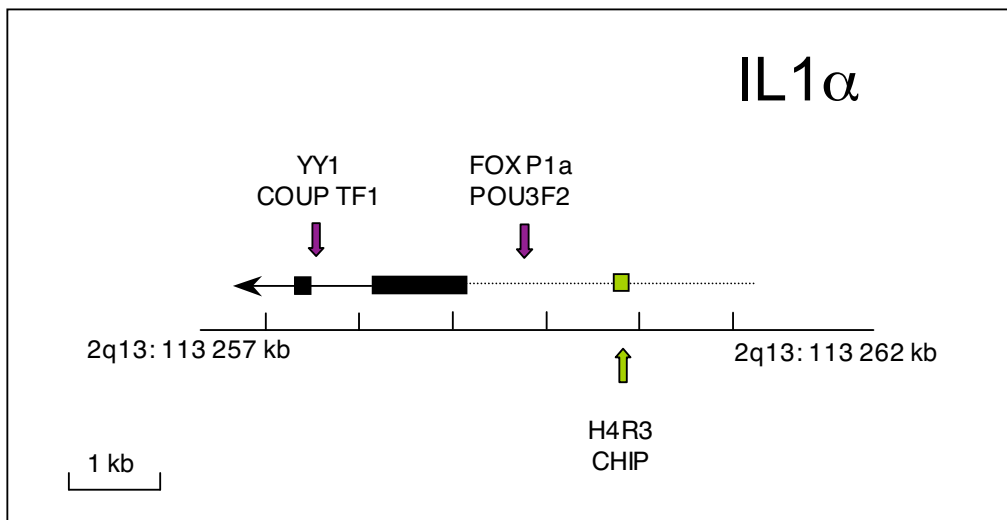 IL1α
YY1
COUP TF1
FOX P1a
POU3F2
2q13: 113 257 kb
2q13: 113 262 kb
H4R3
CHIP
1 kb